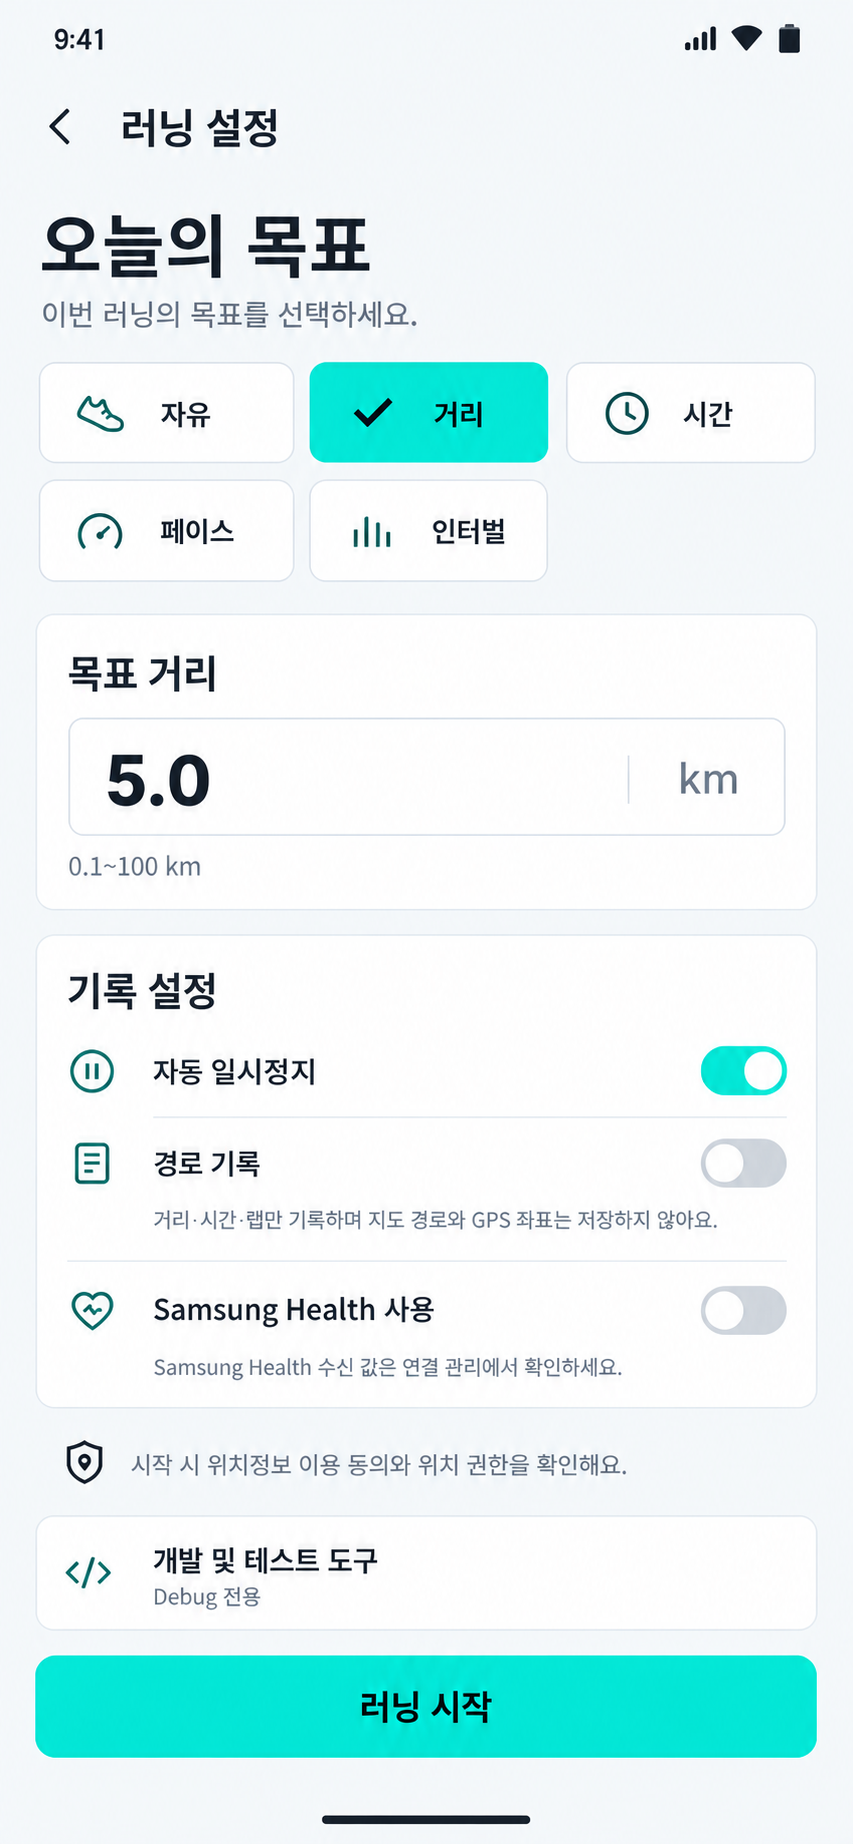 9:41
러닝 설정
오늘의 목표
이번 러닝의 목표를 선택하세요.
자유
거리
시간
페이스
인터벌
목표 거리
5.0
km
0.1~100 km
기록 설정
자동 일시정지
경로 기록
거리·시간·랩만 기록하며 지도 경로와 GPS 좌표는 저장하지 않아요.
Samsung Health 사용
Samsung Health 수신 값은 연결 관리에서 확인하세요.
시작 시 위치정보 이용 동의와 위치 권한을 확인해요.
개발 및 테스트 도구
Debug 전용
러닝 시작